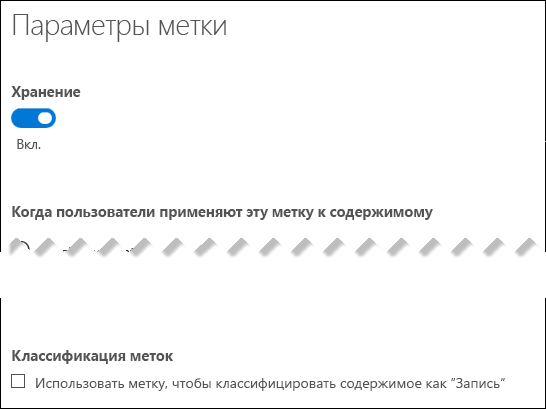 Параметры метки
Хранение
Вкл.
Когда пользователи применяют эту метку к содержимому
Классификация меток
Использовать метку, чтобы классифицировать содержимое как “Запись”